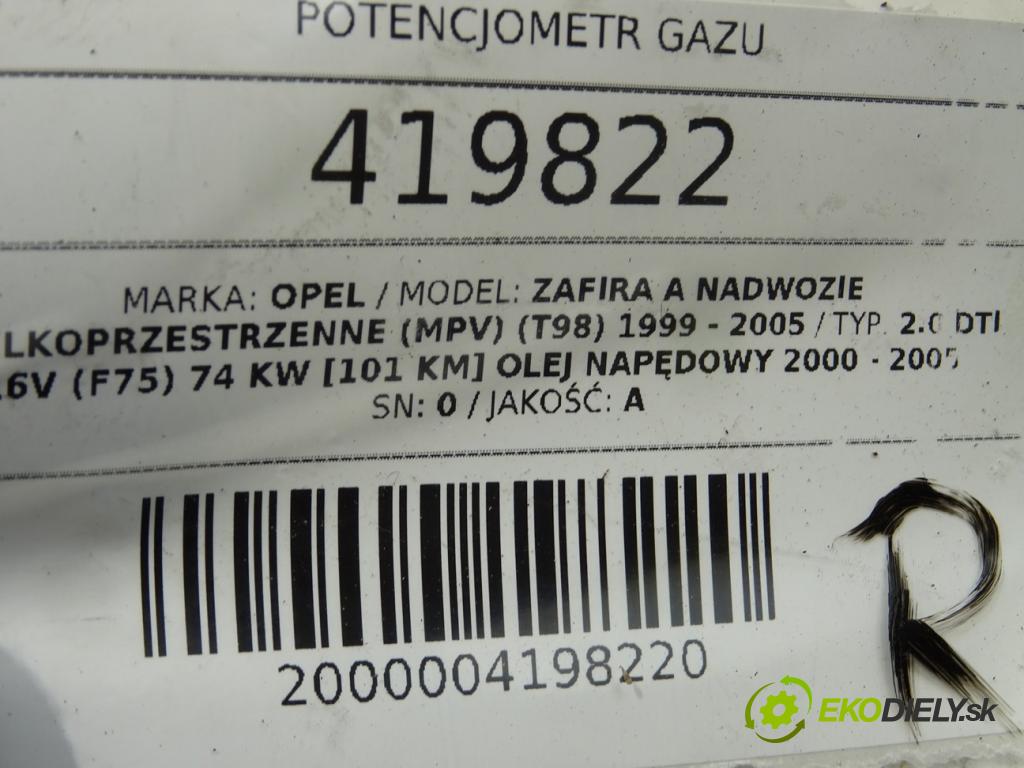 POTENCJOMETR GAZU
419822
MARKA: OPEL / MODEL: ZAFIRA A NADWOZIE
LKOPRZESTRZENNE (MPV) (T98) 1999 - 2005 / TYP. 2.0 DTI
6V (F75) 74 KW [101 KM] OLEJ NAPĘDOWY 2000 - 2005
SN: 0 / JAKOŚĆ: A
2000004198220
R
EKODIELY.sk